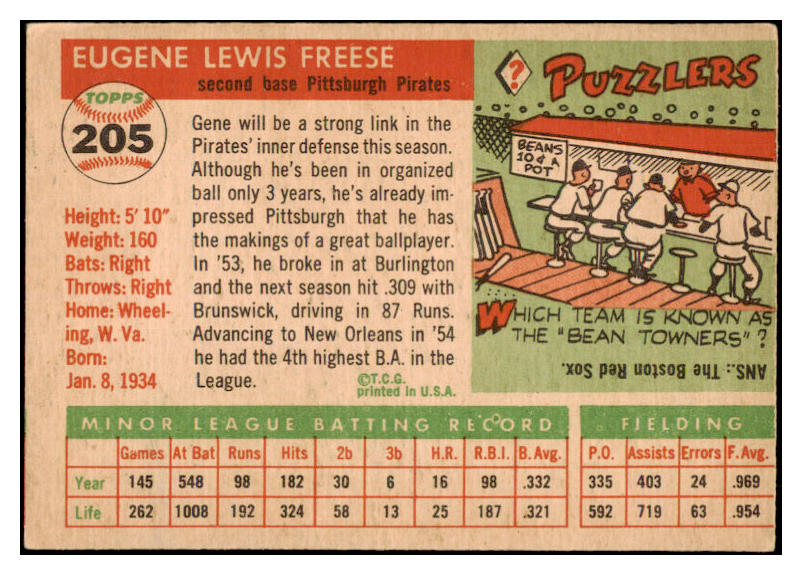 EUGENE LEWIS FREESE
second base Pittsburgh Pirates
TOPPS
205
Height: 5' 10"
Weight: 160
Bats: Right
Throws: Right
Home: Wheel-
ing, W. Va.
Born:
Jan. 8, 1934
Gene will be a strong link in the
Pirates' inner defense this season.
Although he's been in organized
ball only 3 years, he's already im-
pressed Pittsburgh that he has
the makings of a great ballplayer.
In '53, he broke in at Burlington
and the next season hit .309 with
Brunswick, driving in 87 Runs.
Advancing to New Orleans in '54
he had the 4th highest B.A. in the
League.
©T.C.G.
printed in U.S.A.
? PUZZLERS
BEANS
10¢ A
POT
WHICH TEAM IS KNOWN AS
THE "BEAN TOWNERS"?
ANS.: The Boston Red Sox.
MINOR LEAGUE BATTING RECORD FIELDING
Games At Bat Runs Hits 2b 3b H.R. R.B.I. B. Avg. P.O. Assists Errors F. Avg.
Year 145 548 98 182 30 6 16 98 .332 335 403 24 .969
Life 262 1008 192 324 58 13 25 187 .321 592 719 63 .954